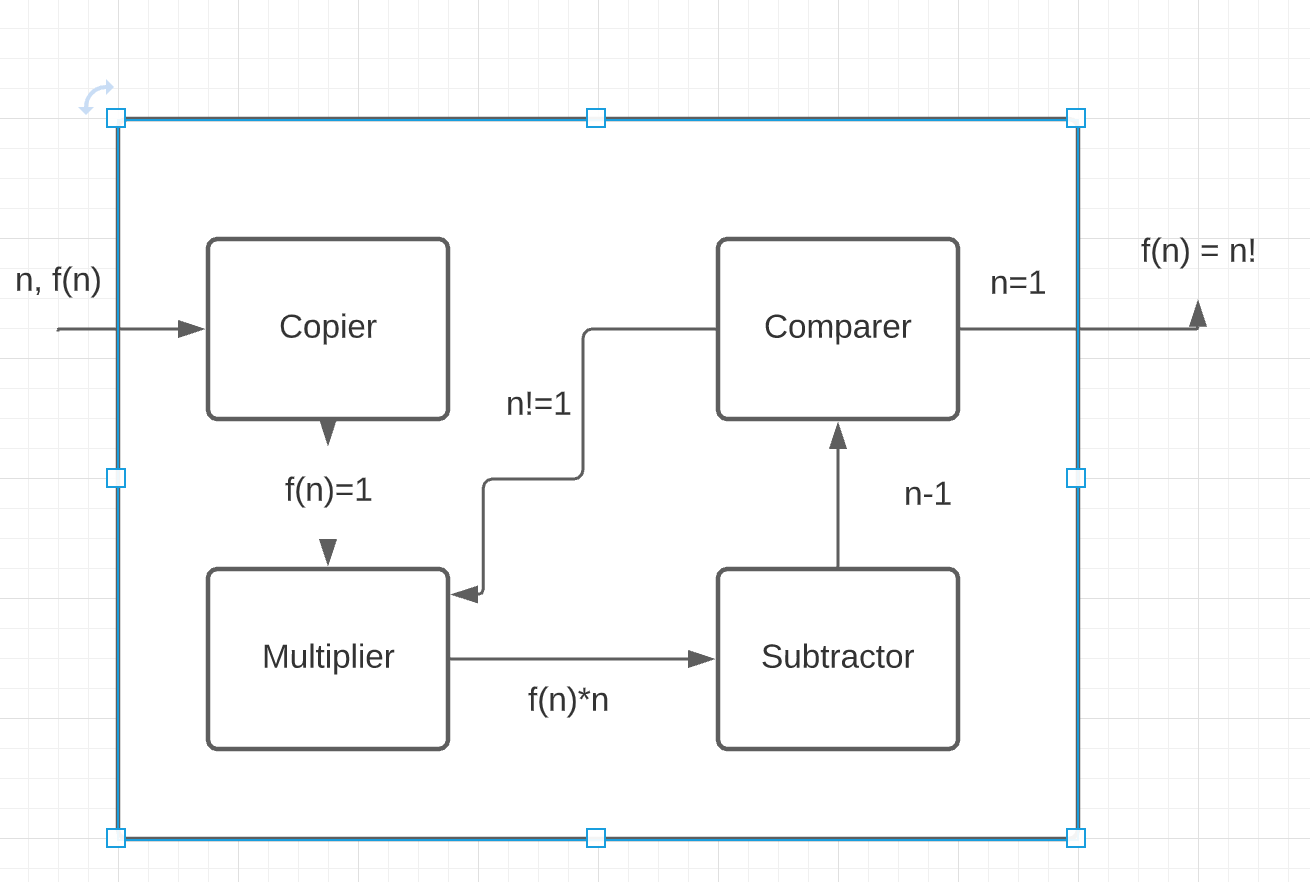 n, f(n)
Copier
Comparer
n=1
f(n) = n!
n!=1
f(n)=1
n-1
Multiplier
f(n)*n
Subtractor